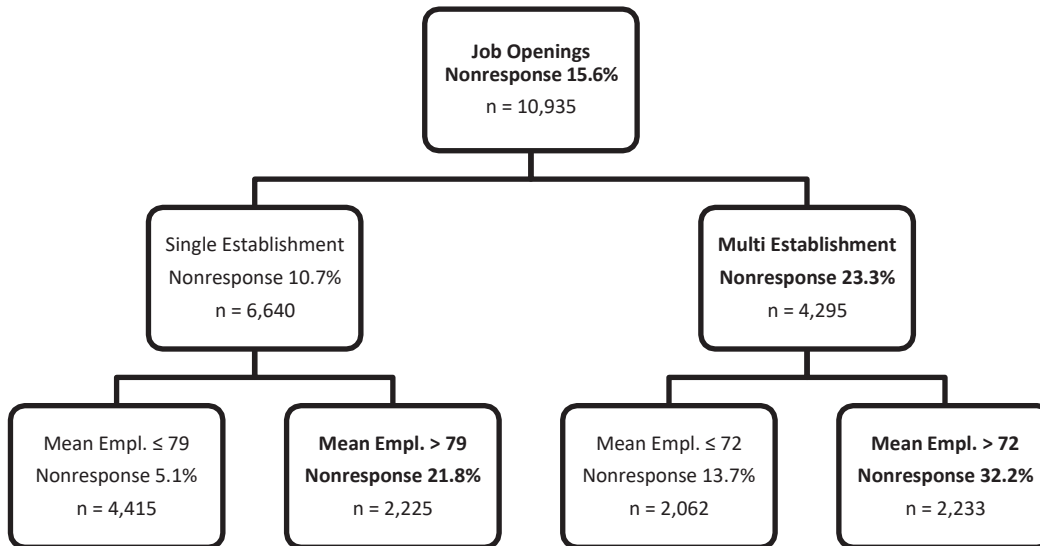 Job Openings
Nonresponse 15.6%
n = 10,935
Single Establishment
Nonresponse 10.7%
n = 6,640
Multi Establishment
Nonresponse 23.3%
n = 4,295
Mean Empl. ≤ 79
Nonresponse 5.1%
n = 4,415
Mean Empl. > 79
Nonresponse 21.8%
n = 2,225
Mean Empl. ≤ 72
Nonresponse 13.7%
n = 2,062
Mean Empl. > 72
Nonresponse 32.2%
n = 2,233